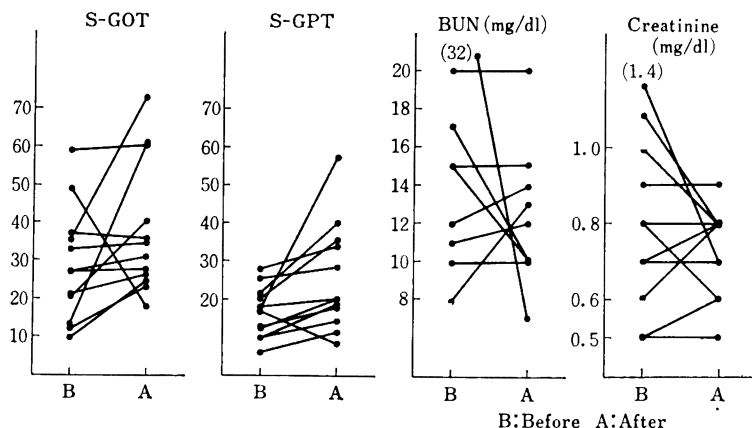 S-GOT
S-GPT
BUN (mg/dl)
Creatinine
(mg/dl)
(32)
(1.4)
70
60
50
40
30
20
10
70
60
50
40
30
20
20
18
16
14
12
10
8
1.0
0.8
0.6
0.5
B A
B A
B A
B A
B:Before A:After